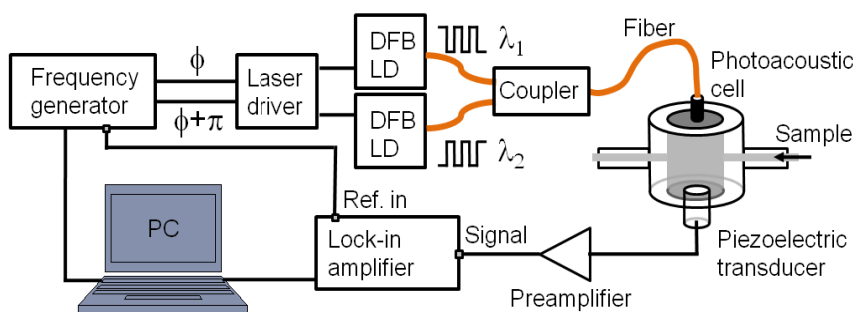 Frequency
generator
ϕ
ϕ+π
Laser
driver
DFB
LD
λ1
DFB
LD
λ2
Coupler
Fiber
Photoacoustic
cell
Sample
PC
Ref. in
Lock-in
amplifier
Signal
Preamplifier
Piezoelectric
transducer